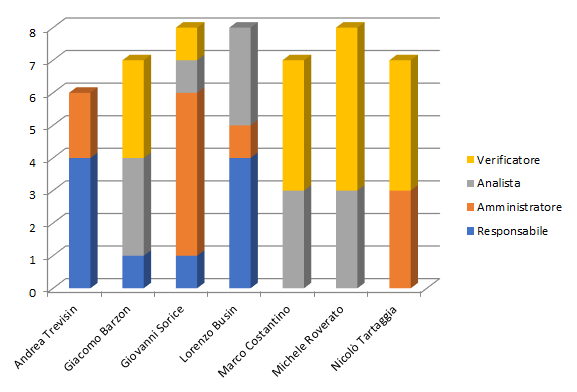 8
7
6
5
4
3
2
1
0
Verificatore
Analista
Amministratore
Responsabile
Andrea Trevisin
Giacomo Barzon
Giovanni Sorice
Lorenzo Busin
Marco Costantino
Michele Roverato
Nicolò Tartaggia